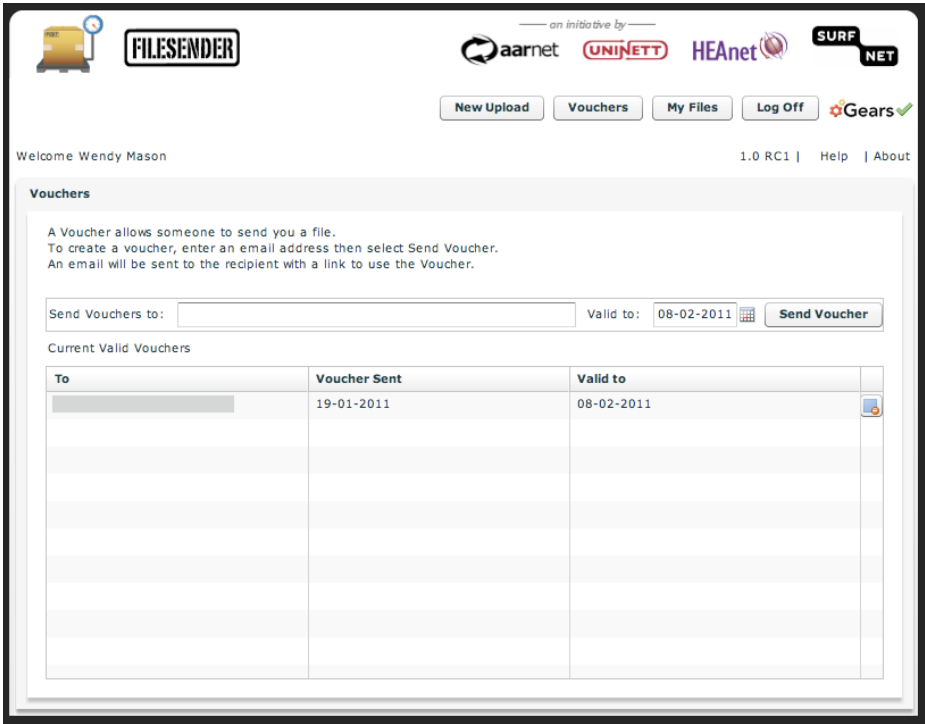 an initiative by
FILESENDER
aarnet
UNINETT
HEAnet
SURF
NET
New Upload Vouchers My Files Log Off Gears
Welcome Wendy Mason 1.0 RC1 | Help | About
Vouchers
A Voucher allows someone to send you a file.
To create a voucher, enter an email address then select Send Voucher.
An email will be sent to the recipient with a link to use the Voucher.
Send Vouchers to: Valid to: 08-02-2011 Send Voucher
Current Valid Vouchers
To Voucher Sent Valid to
19-01-2011 08-02-2011